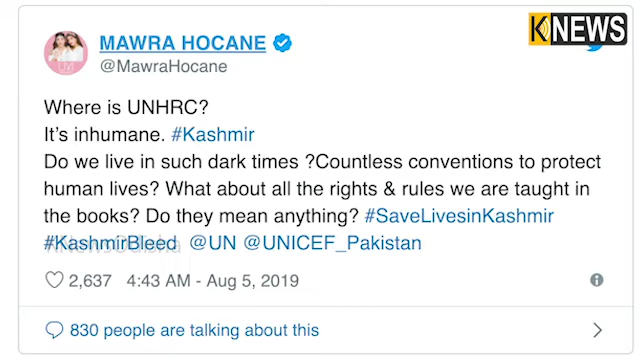 KNEWS
MAWRA HOCANE
@MawraHocane
Where is UNHRC?
It's inhumane. #Kashmir
Do we live in such dark times ?Countless conventions to protect
human lives? What about all the rights & rules we are taught in
the books? Do they mean anything? #SaveLivesinKashmir
#KashmirBleed @UN @UNICEF_Pakistan
KNewsOdisha
2,637 4:43 AM - Aug 5, 2019
830 people are talking about this